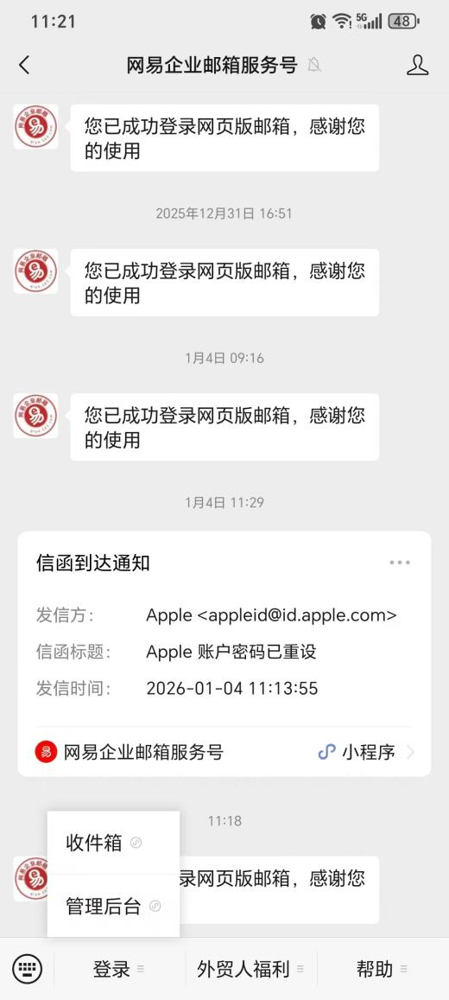 11:21
5G
48
网易企业邮箱服务号
您已成功登录网页版邮箱，感谢您
的使用
2025年12月31日 16:51
您已成功登录网页版邮箱，感谢您
的使用
1月4日 09:16
您已成功登录网页版邮箱，感谢您
的使用
1月4日 11:29
信函到达通知
发信方： Apple <appleid@id.apple.com>
信函标题： Apple 账户密码已重设
发信时间： 2026-01-04 11:13:55
网易企业邮箱服务号 小程序
11:18
收件箱
录网页版邮箱，感谢您
管理后台
登录 外贸人福利 帮助